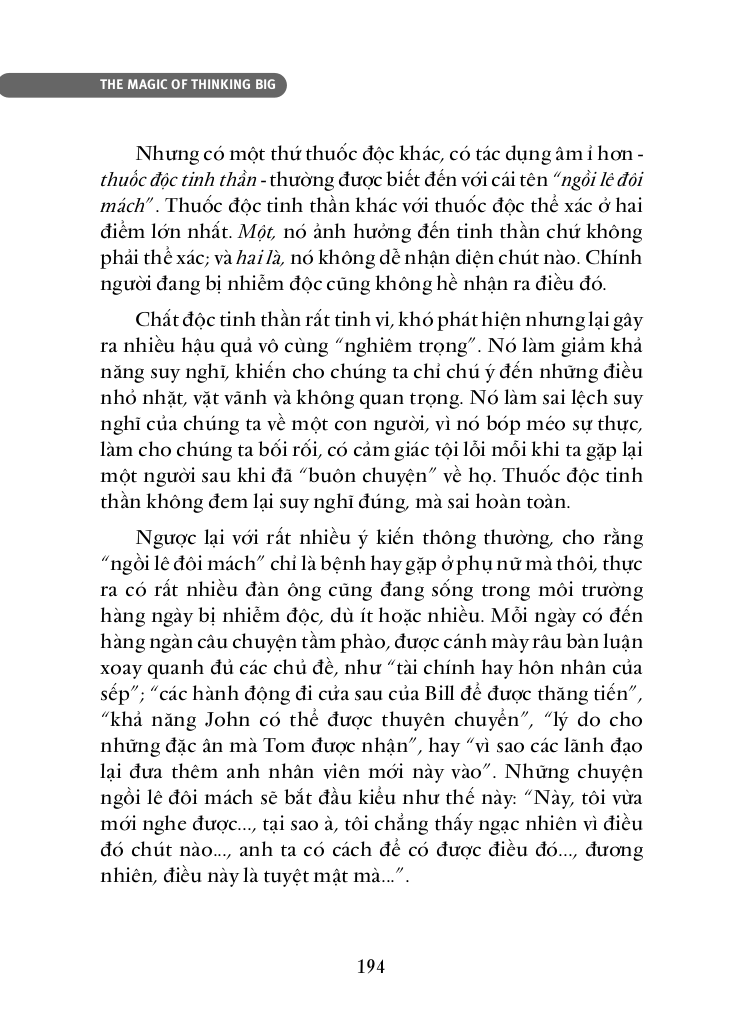 THE MAGIC OF THINKING BIG
Nhưng có một thứ thuốc độc khác, có tác dụng âm ỉ hơn -
thuốc độc tinh thần - thường được biết đến với cái tên “ngồi lê đôi
mách”. Thuốc độc tinh thần khác với thuốc độc thể xác ở hai
điểm lớn nhất. Một, nó ảnh hưởng đến tinh thần chứ không
phải thể xác; và hai là, nó không dễ nhận diện chút nào. Chính
người đang bị nhiễm độc cũng không hề nhận ra điều đó.
Chất độc tinh thần rất tinh vi, khó phát hiện nhưng lại gây
ra nhiều hậu quả vô cùng “nghiêm trọng”. Nó làm giảm khả
năng suy nghĩ, khiến cho chúng ta chỉ chú ý đến những điều
nhỏ nhặt, vặt vãnh và không quan trọng. Nó làm sai lệch suy
nghĩ của chúng ta về một con người, vì nó bóp méo sự thực,
làm cho chúng ta bối rối, có cảm giác tội lỗi mỗi khi ta gặp lại
một người sau khi đã “buôn chuyện” về họ. Thuốc độc tinh
thần không đem lại suy nghĩ đúng, mà sai hoàn toàn.
Ngược lại với rất nhiều ý kiến thông thường, cho rằng
“ngồi lê đôi mách” chỉ là bệnh hay gặp ở phụ nữ mà thôi, thực
ra có rất nhiều đàn ông cũng đang sống trong môi trường
hàng ngày bị nhiễm độc, dù ít hoặc nhiều. Mỗi ngày có đến
hàng ngàn câu chuyện tầm phào, được cánh mày râu bàn luận
xoay quanh đủ các chủ đề, như “tài chính hay hôn nhân của
sếp”; “các hành động đi cửa sau của Bill để được thăng tiến”,
“khả năng John có thể được thuyên chuyển”, “lý do cho
những đặc ân mà Tom được nhận”, hay “vì sao các lãnh đạo
lại đưa thêm anh nhân viên mới này vào”. Những chuyện
ngồi lê đôi mách sẽ bắt đầu kiểu như thế này: “Này, tôi vừa
mới nghe được..., tại sao à, tôi chẳng thấy ngạc nhiên vì điều
đó chút nào..., anh ta có cách để có được điều đó..., đương
nhiên, điều này là tuyệt mật mà...”.
194